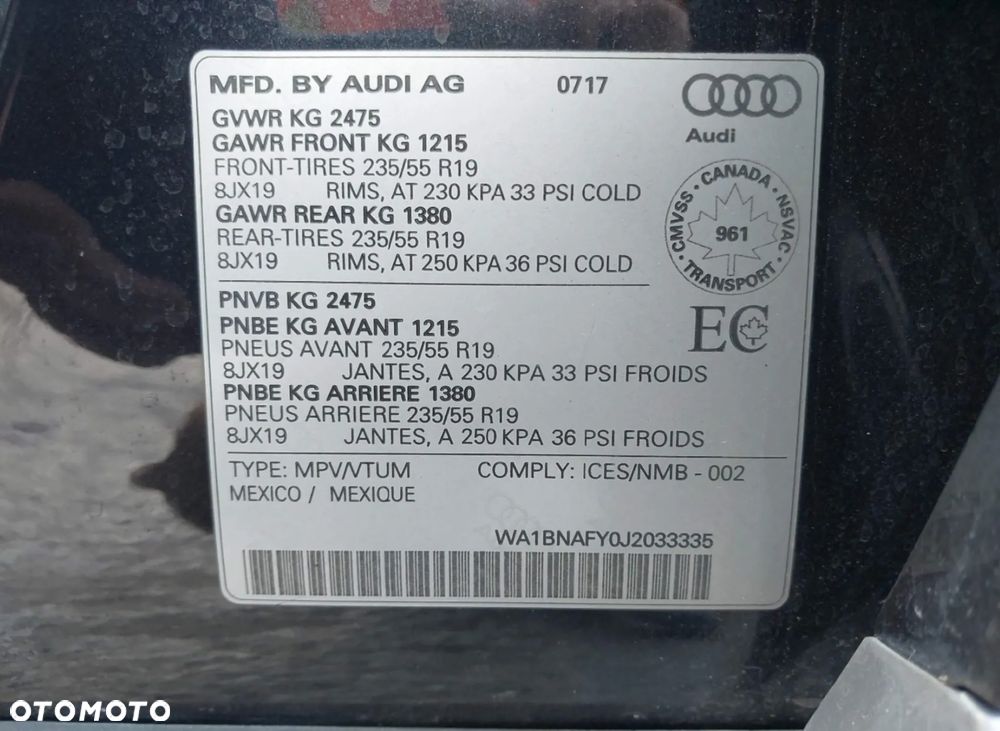 MFD. BY AUDI AG 0717
Audi
GVWR KG 2475
GAWR FRONT KG 1215
FRONT-TIRES 235/55 R19
8JX19 RIMS, AT 230 KPA 33 PSI COLD
GAWR REAR KG 1380
REAR-TIRES 235/55 R19
8JX19 RIMS, AT 250 KPA 36 PSI COLD
CMVSS • CANADA • NSVAC • TRANSPORT •
961
PNVB KG 2475
PNBE KG AVANT 1215
PNEUS AVANT 235/55 R19
8JX19 JANTES, A 230 KPA 33 PSI FROIDS
PNBE KG ARRIERE 1380
PNEUS ARRIERE 235/55 R19
8JX19 JANTES, A 250 KPA 36 PSI FROIDS
EC
TYPE: MPV/VTUM COMPLY: ICES/NMB - 002
MEXICO / MEXIQUE
WA1BNAFY0J2033335
OTOMOTO